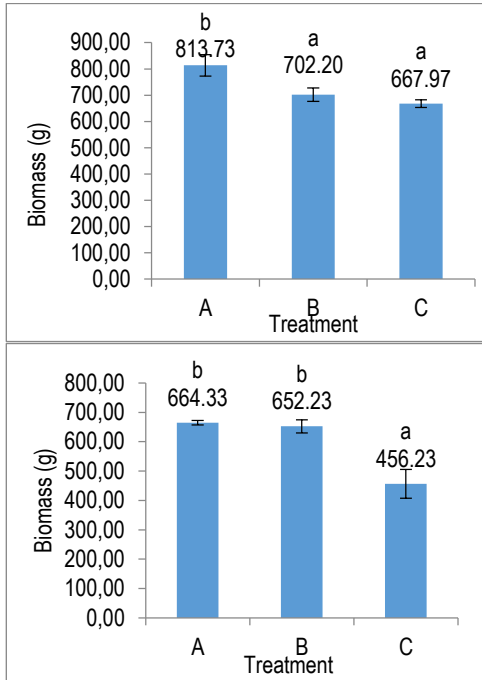 b
a
a
813.73
702.20
667.97
900,00
800,00
700,00
600,00
500,00
400,00
300,00
200,00
100,00
0,00
Biomass (g)
A
B
C
Treatment
b
b
a
664.33
652.23
456.23
800,00
700,00
600,00
500,00
400,00
300,00
200,00
100,00
0,00
Biomass (g)
A
B
C
Treatment